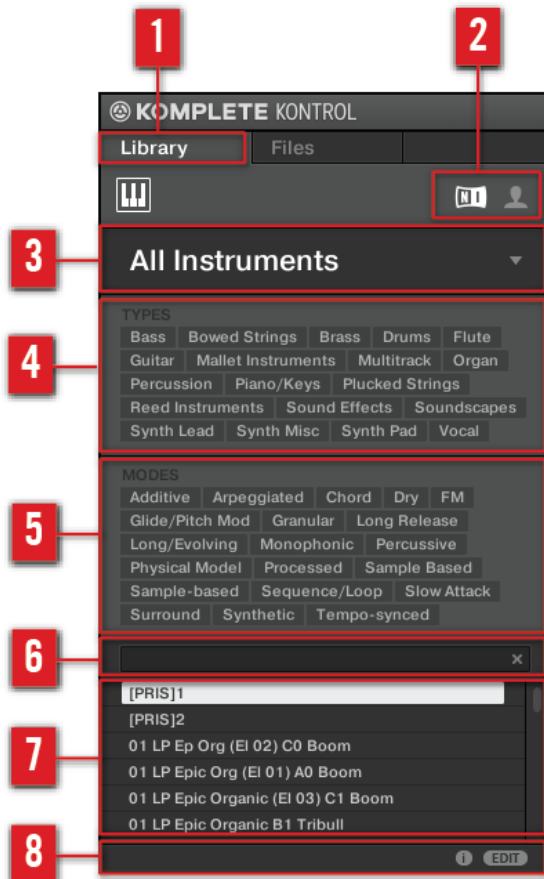 1
2
KOMPLETE KONTROL
Library Files
NI
3
All Instruments
4
TYPES
Bass Bowed Strings Brass Drums Flute
Guitar Mallet Instruments Multitrack Organ
Percussion Piano/Keys Plucked Strings
Reed Instruments Sound Effects Soundscapes
Synth Lead Synth Misc Synth Pad Vocal
5
MODES
Additive Arpeggiated Chord Dry FM
Glide/Pitch Mod Granular Long Release
Long/Evolving Monophonic Percussive
Physical Model Processed Sample Based
Sample-based Sequence/Loop Slow Attack
Surround Synthetic Tempo-synced
6
×
7
[PRIS]1
[PRIS]2
01 LP Ep Org (El 02) C0 Boom
01 LP Epic Org (El 01) A0 Boom
01 LP Epic Organic (El 03) C1 Boom
01 LP Epic Organic B1 Tribull
8
i EDIT